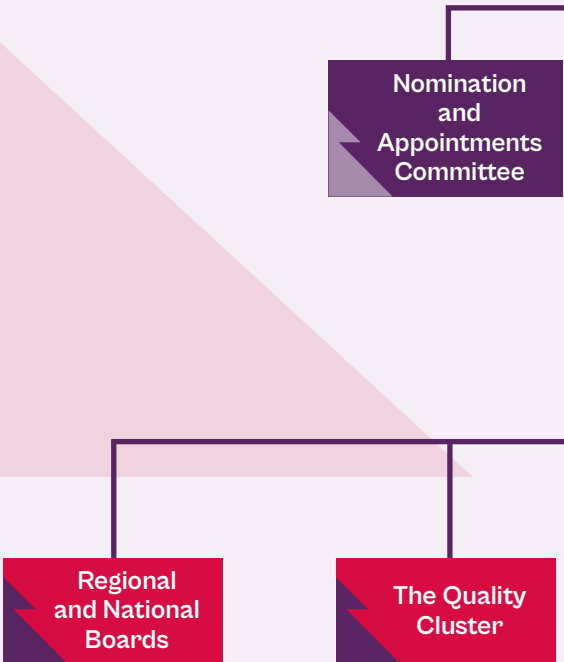 Nomination
and
Appointments
Committee
Regional
and National
Boards
The Quality
Cluster